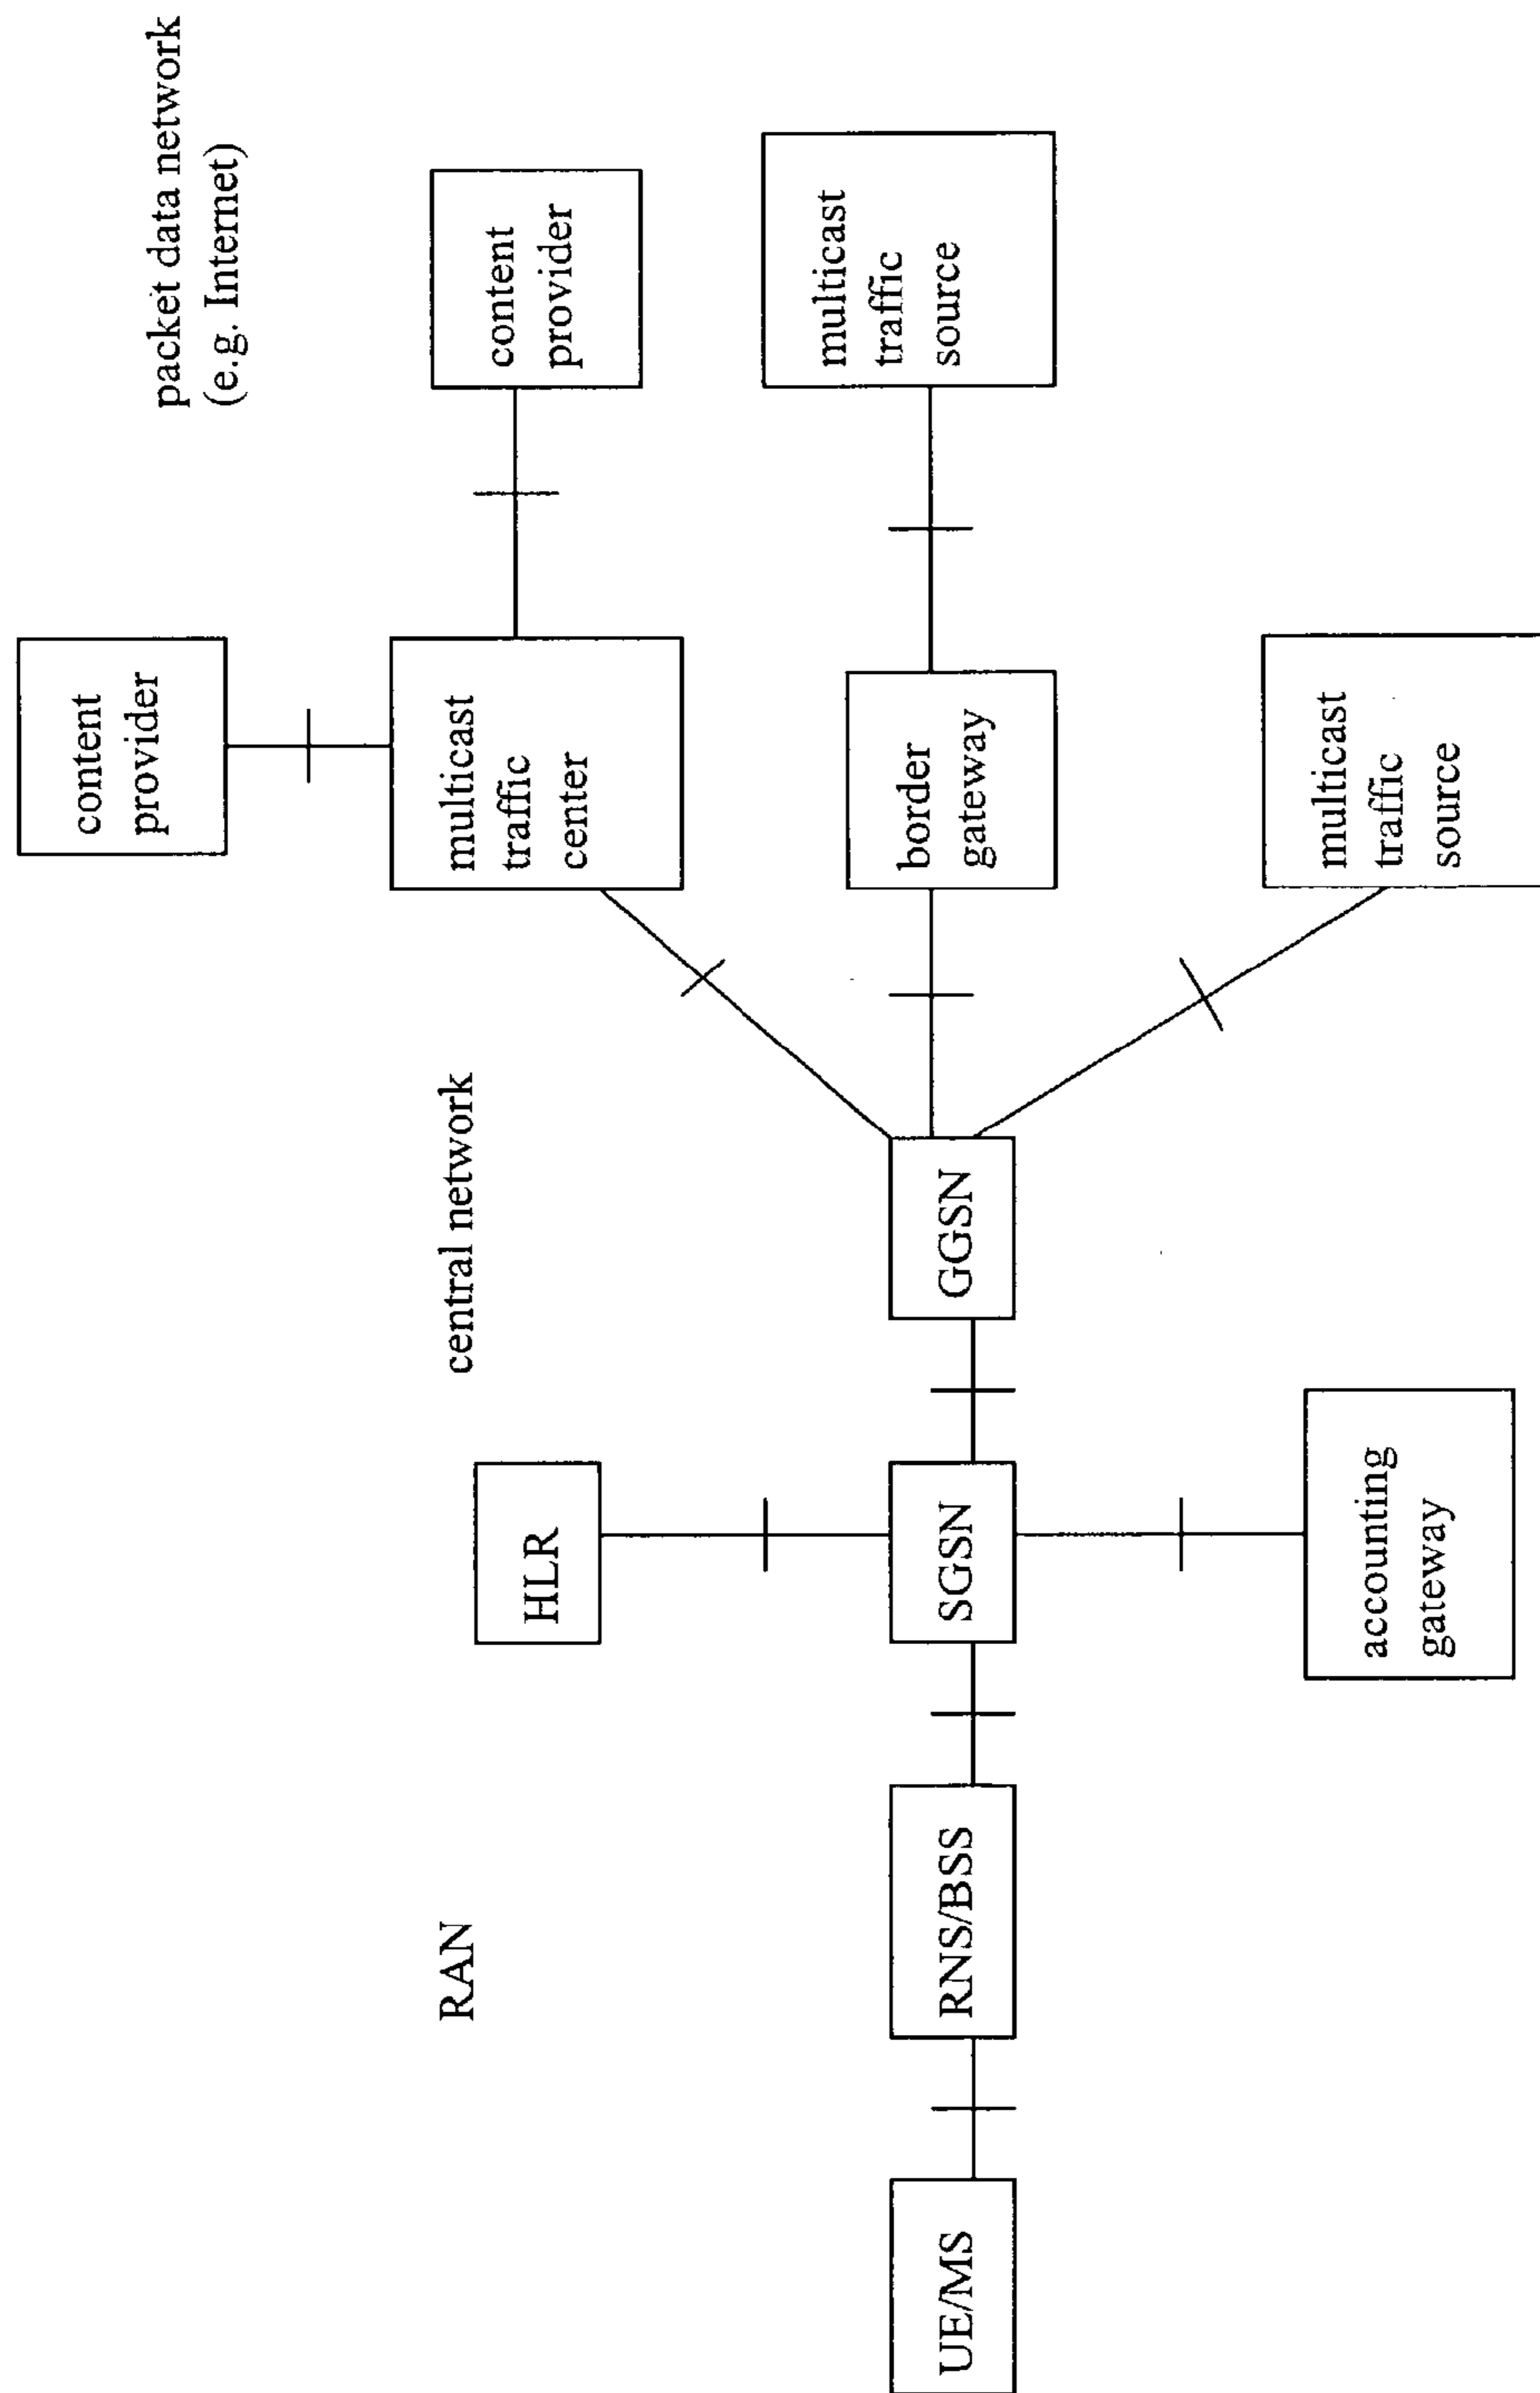 packet data network
(e.g. Internet)
content
provider
content
provider
RAN
central network
HLR
multicast
traffic
center
multicast
traffic
source
UE/MS
RNS/BSS
SGSN
GGSN
border
gateway
accounting
gateway
multicast
traffic
source